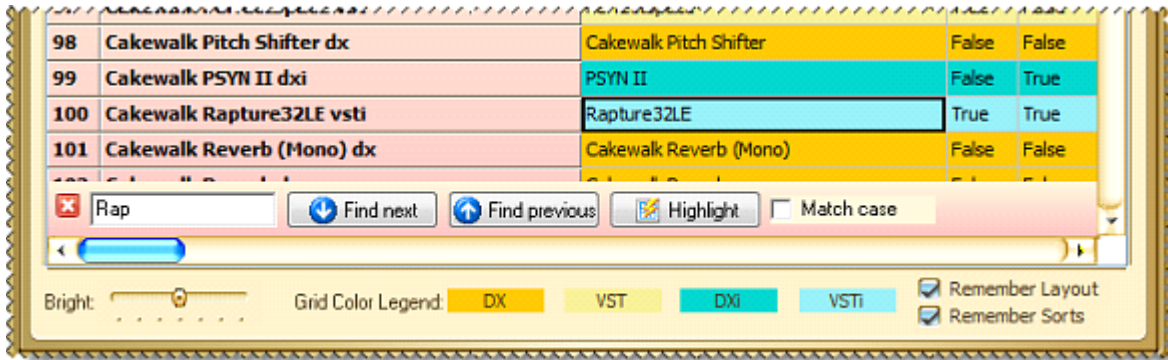 98 Cakewalk Pitch Shifter dx Cakewalk Pitch Shifter False False
99 Cakewalk PSYN II dxi PSYN II False True
100 Cakewalk Rapture32LE vsti Rapture32LE True True
101 Cakewalk Reverb (Mono) dx Cakewalk Reverb (Mono) False False
Rap Find next Find previous Highlight Match case
Bright: Grid Color Legend: DX VST DXi VSTi Remember Layout
Remember Sorts